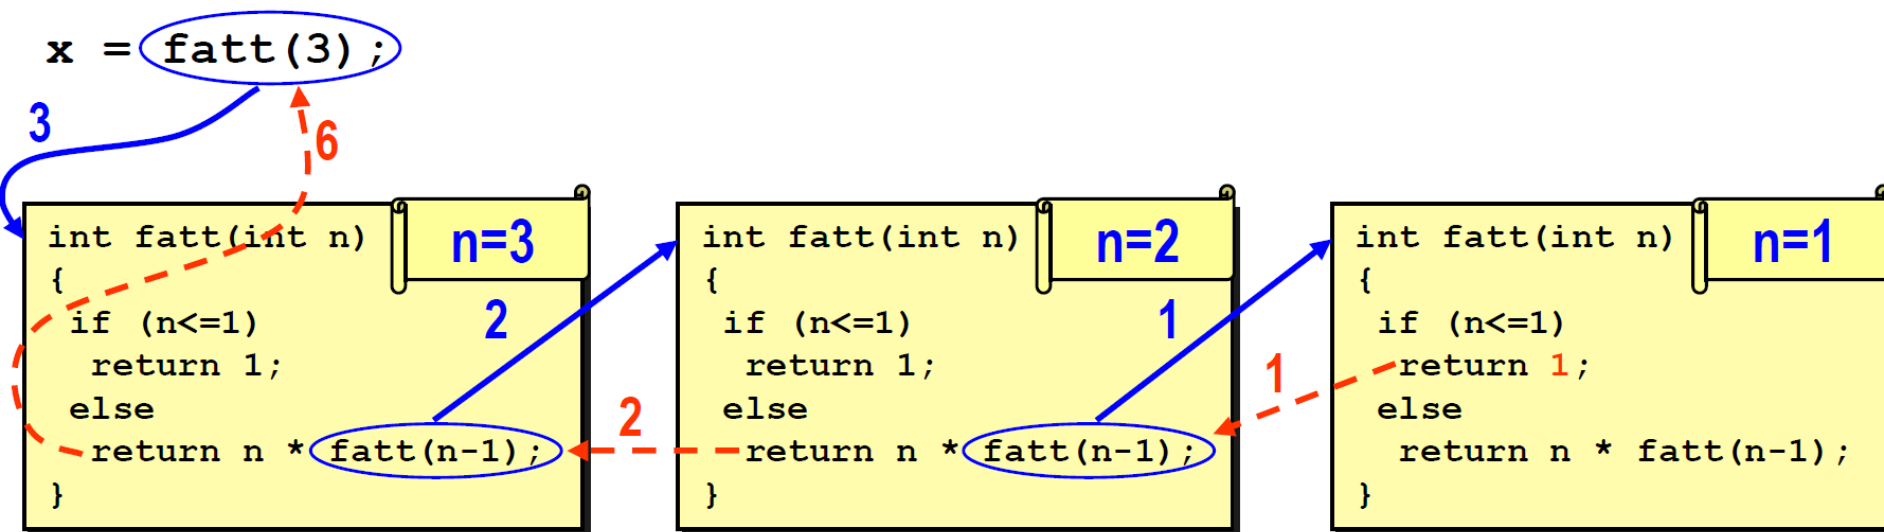 x = fatt(3);
3
6
int fatt(int n)
n=3
{
if (n<=1)
return 1;
else
return n * fatt(n-1);
}
2
2
int fatt(int n)
n=2
{
if (n<=1)
return 1;
else
return n * fatt(n-1);
}
1
1
int fatt(int n)
n=1
{
if (n<=1)
return 1;
else
return n * fatt(n-1);
}